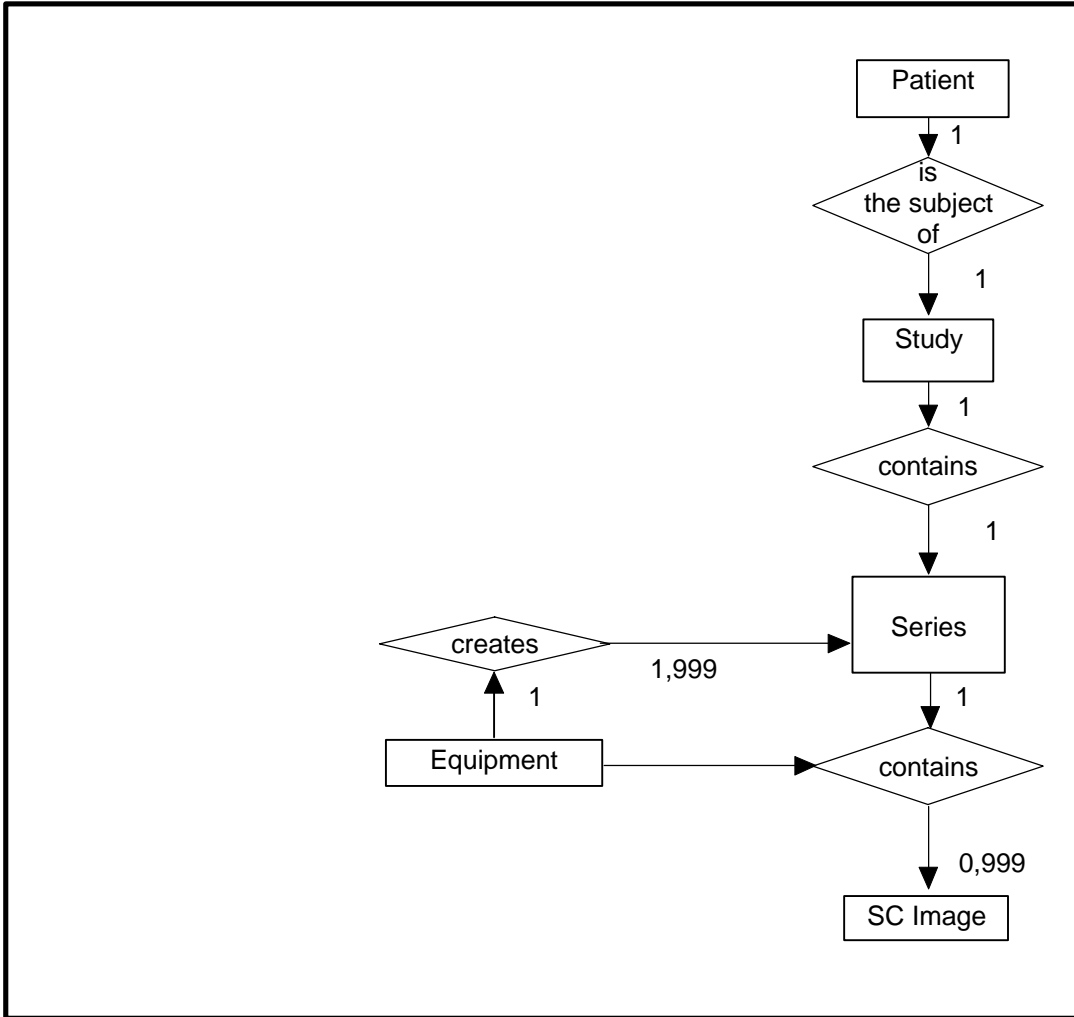 Patient
1
is
the subject
of
1
Study
1
contains
1
Series
creates
1,999
1
1
Equipment
contains
0,999
SC Image